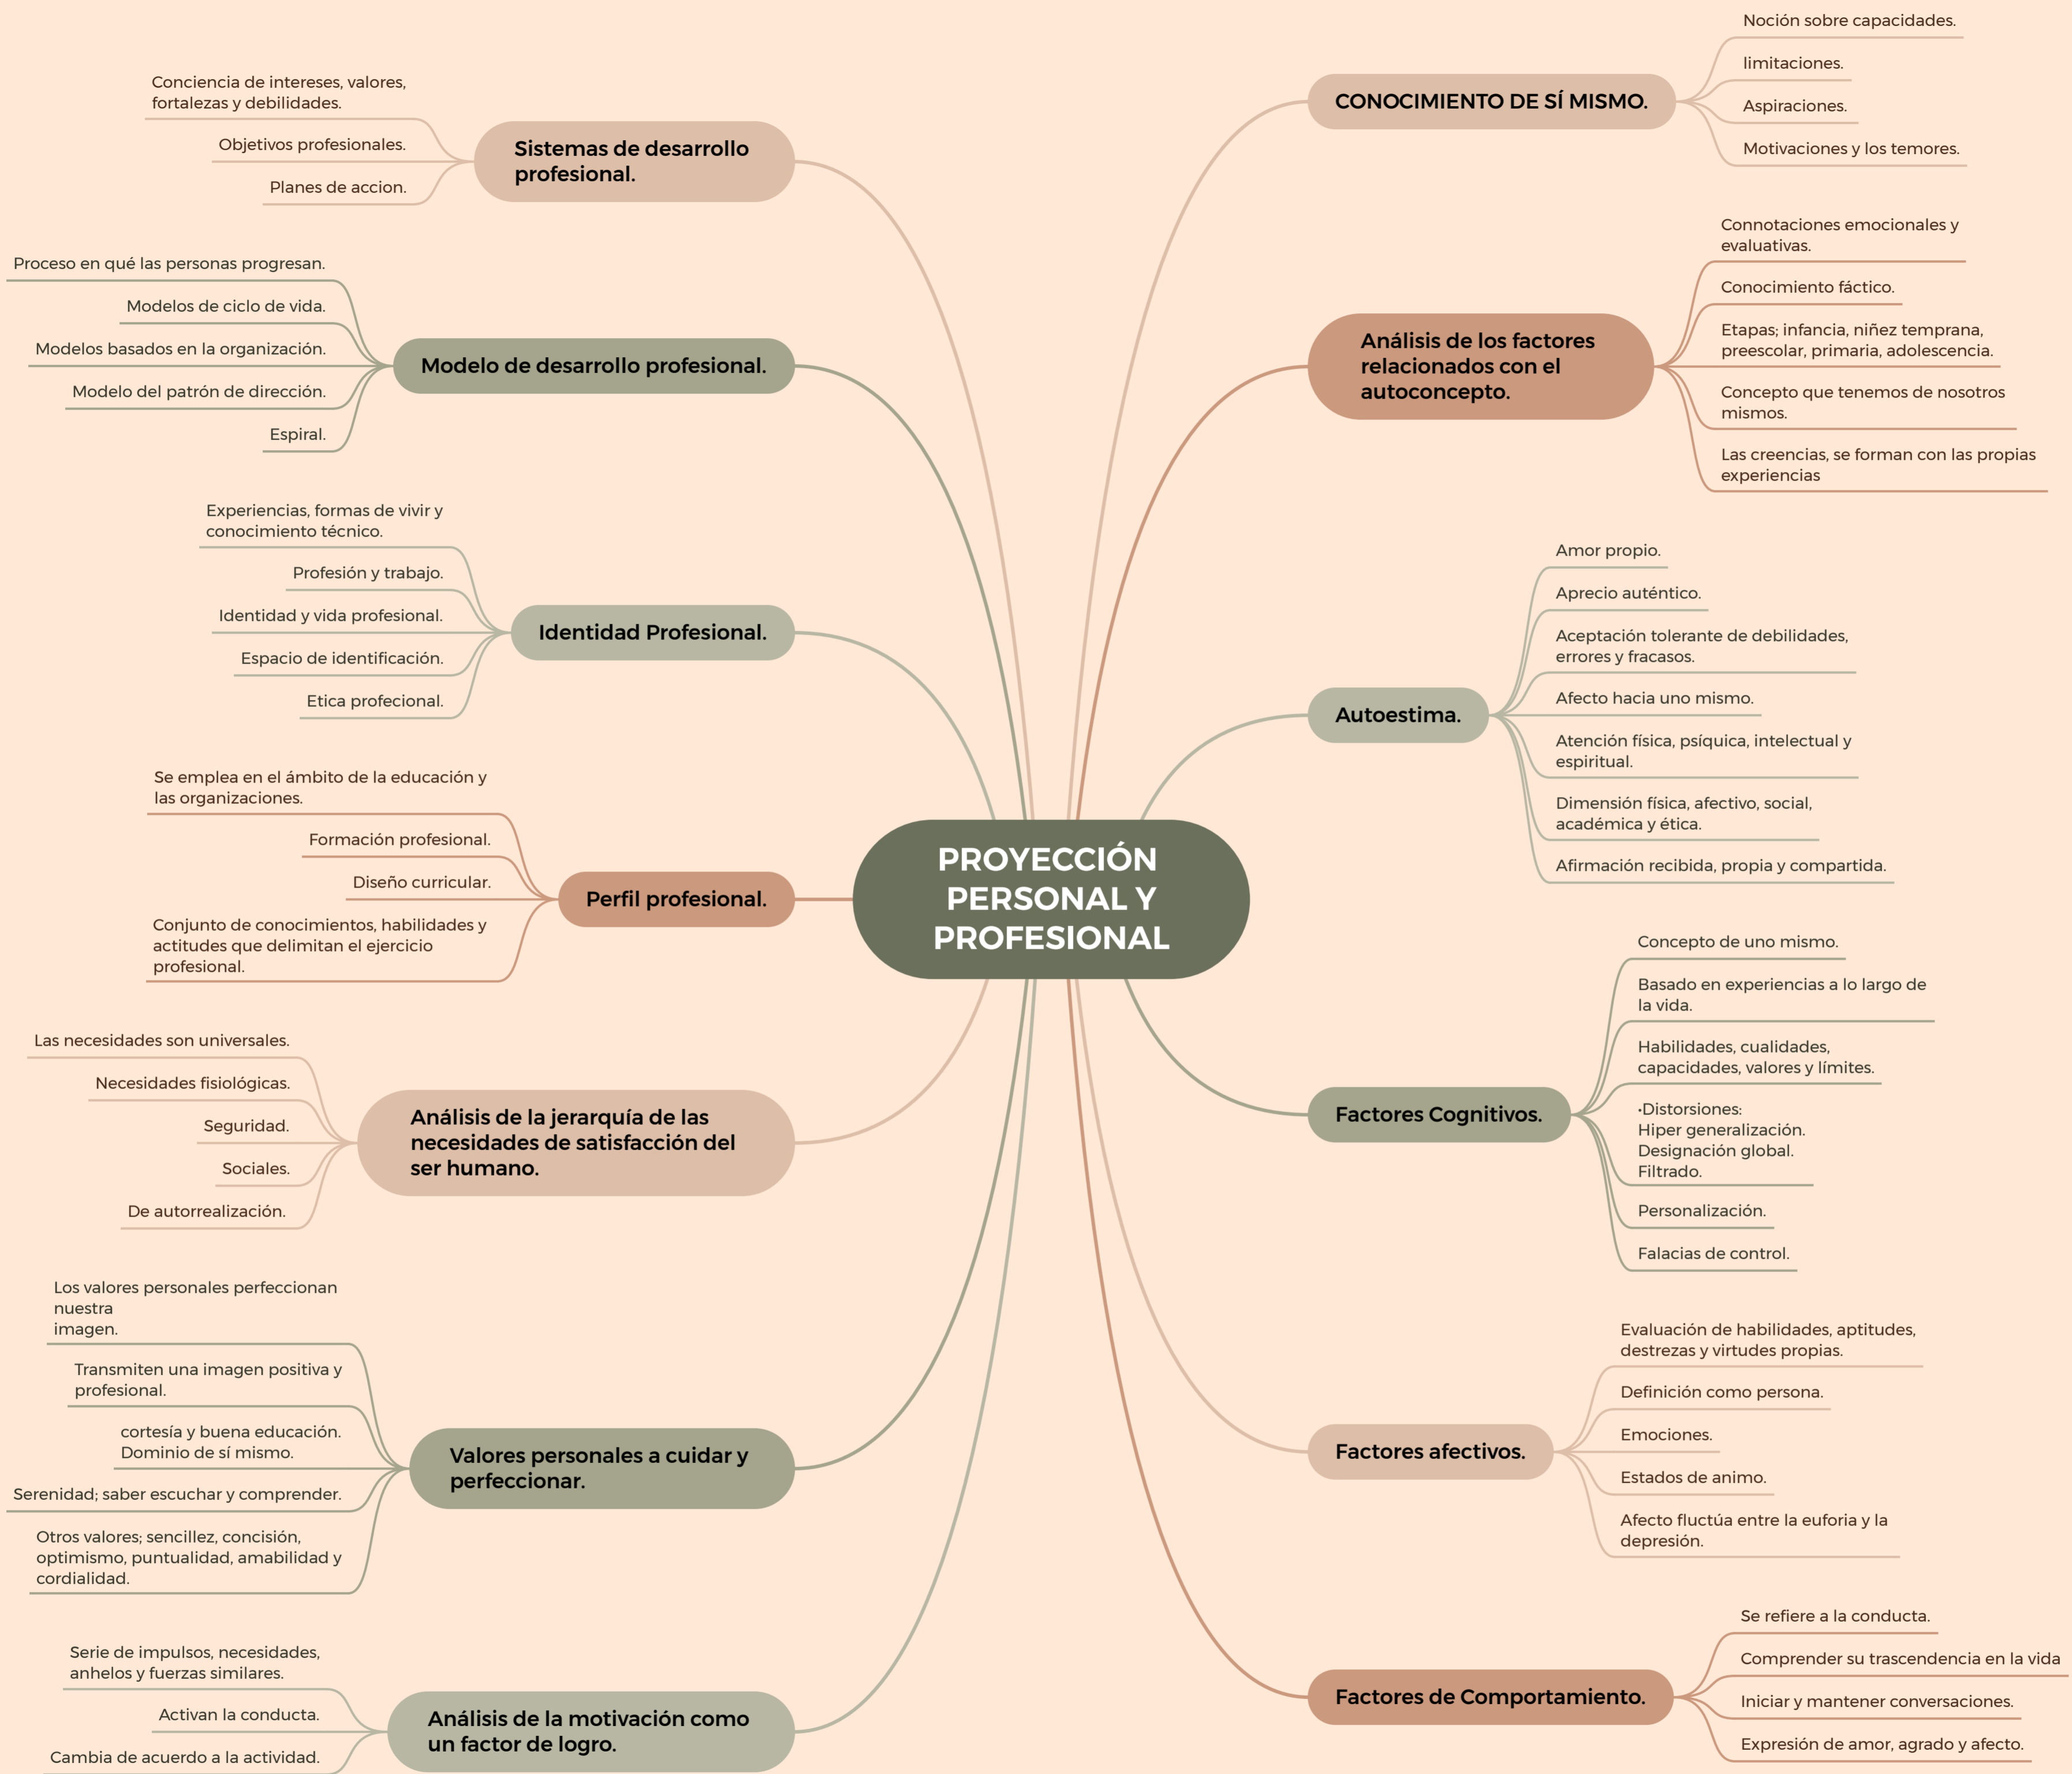 PROYECCIÓN
PERSONAL Y
PROFESIONAL
CONOCIMIENTO DE SÍ MISMO.
Noción sobre capacidades.
limitaciones.
Aspiraciones.
Motivaciones y los temores.
Análisis de los factores
relacionados con el
autoconcepto.
Connotaciones emocionales y
evaluativas.
Conocimiento fáctico.
Etapas; infancia, niñez temprana,
preescolar, primaria, adolescencia.
Concepto que tenemos de nosotros
mismos.
Las creencias, se forman con las propias
experiencias
Autoestima.
Amor propio.
Aprecio auténtico.
Aceptación tolerante de debilidades,
errores y fracasos.
Afecto hacia uno mismo.
Atención física, psíquica, intelectual y
espiritual.
Dimensión física, afectivo, social,
académica y ética.
Afirmación recibida, propia y compartida.
Factores Cognitivos.
Concepto de uno mismo.
Basado en experiencias a lo largo de
la vida.
Habilidades, cualidades,
capacidades, valores y límites.
•Distorsiones:
Hiper generalización.
Designación global.
Filtrado.
Personalización.
Falacias de control.
Factores afectivos.
Evaluación de habilidades, aptitudes,
destrezas y virtudes propias.
Definición como persona.
Emociones.
Estados de animo.
Afecto fluctúa entre la euforia y la
depresión.
Factores de Comportamiento.
Se refiere a la conducta.
Comprender su trascendencia en la vida
Iniciar y mantener conversaciones.
Expresión de amor, agrado y afecto.
Sistemas de desarrollo
profesional.
Conciencia de intereses, valores,
fortalezas y debilidades.
Objetivos profesionales.
Planes de accion.
Modelo de desarrollo profesional.
Proceso en qué las personas progresan.
Modelos de ciclo de vida.
Modelos basados en la organización.
Modelo del patrón de dirección.
Espiral.
Identidad Profesional.
Experiencias, formas de vivir y
conocimiento técnico.
Profesión y trabajo.
Identidad y vida profesional.
Espacio de identificación.
Etica profecional.
Perfil profesional.
Se emplea en el ámbito de la educación y
las organizaciones.
Formación profesional.
Diseño curricular.
Conjunto de conocimientos, habilidades y
actitudes que delimitan el ejercicio
profesional.
Análisis de la jerarquía de las
necesidades de satisfacción del
ser humano.
Las necesidades son universales.
Necesidades fisiológicas.
Seguridad.
Sociales.
De autorrealización.
Valores personales a cuidar y
perfeccionar.
Los valores personales perfeccionan
nuestra
imagen.
Transmiten una imagen positiva y
profesional.
cortesía y buena educación.
Dominio de sí mismo.
Serenidad; saber escuchar y comprender.
Otros valores; sencillez, concisión,
optimismo, puntualidad, amabilidad y
cordialidad.
Análisis de la motivación como
un factor de logro.
Serie de impulsos, necesidades,
anhelos y fuerzas similares.
Activan la conducta.
Cambia de acuerdo a la actividad.